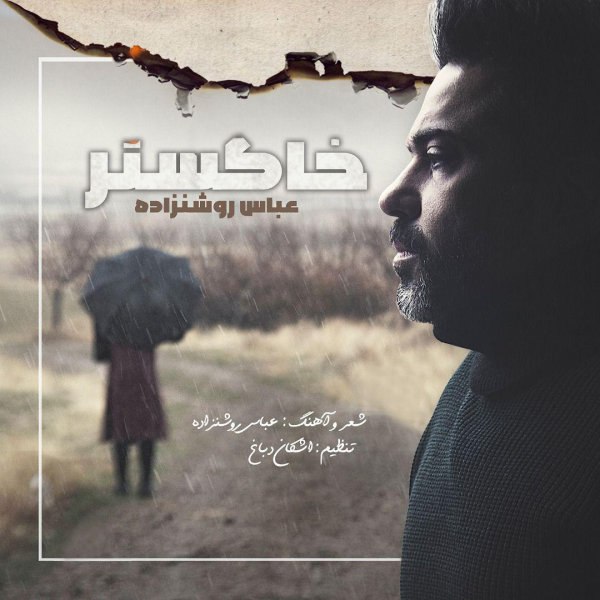 خاکستر
عباس روشنزاده
شعر و آهنگ : عباس روشنزاده
تنظیم : اشکان دباغ